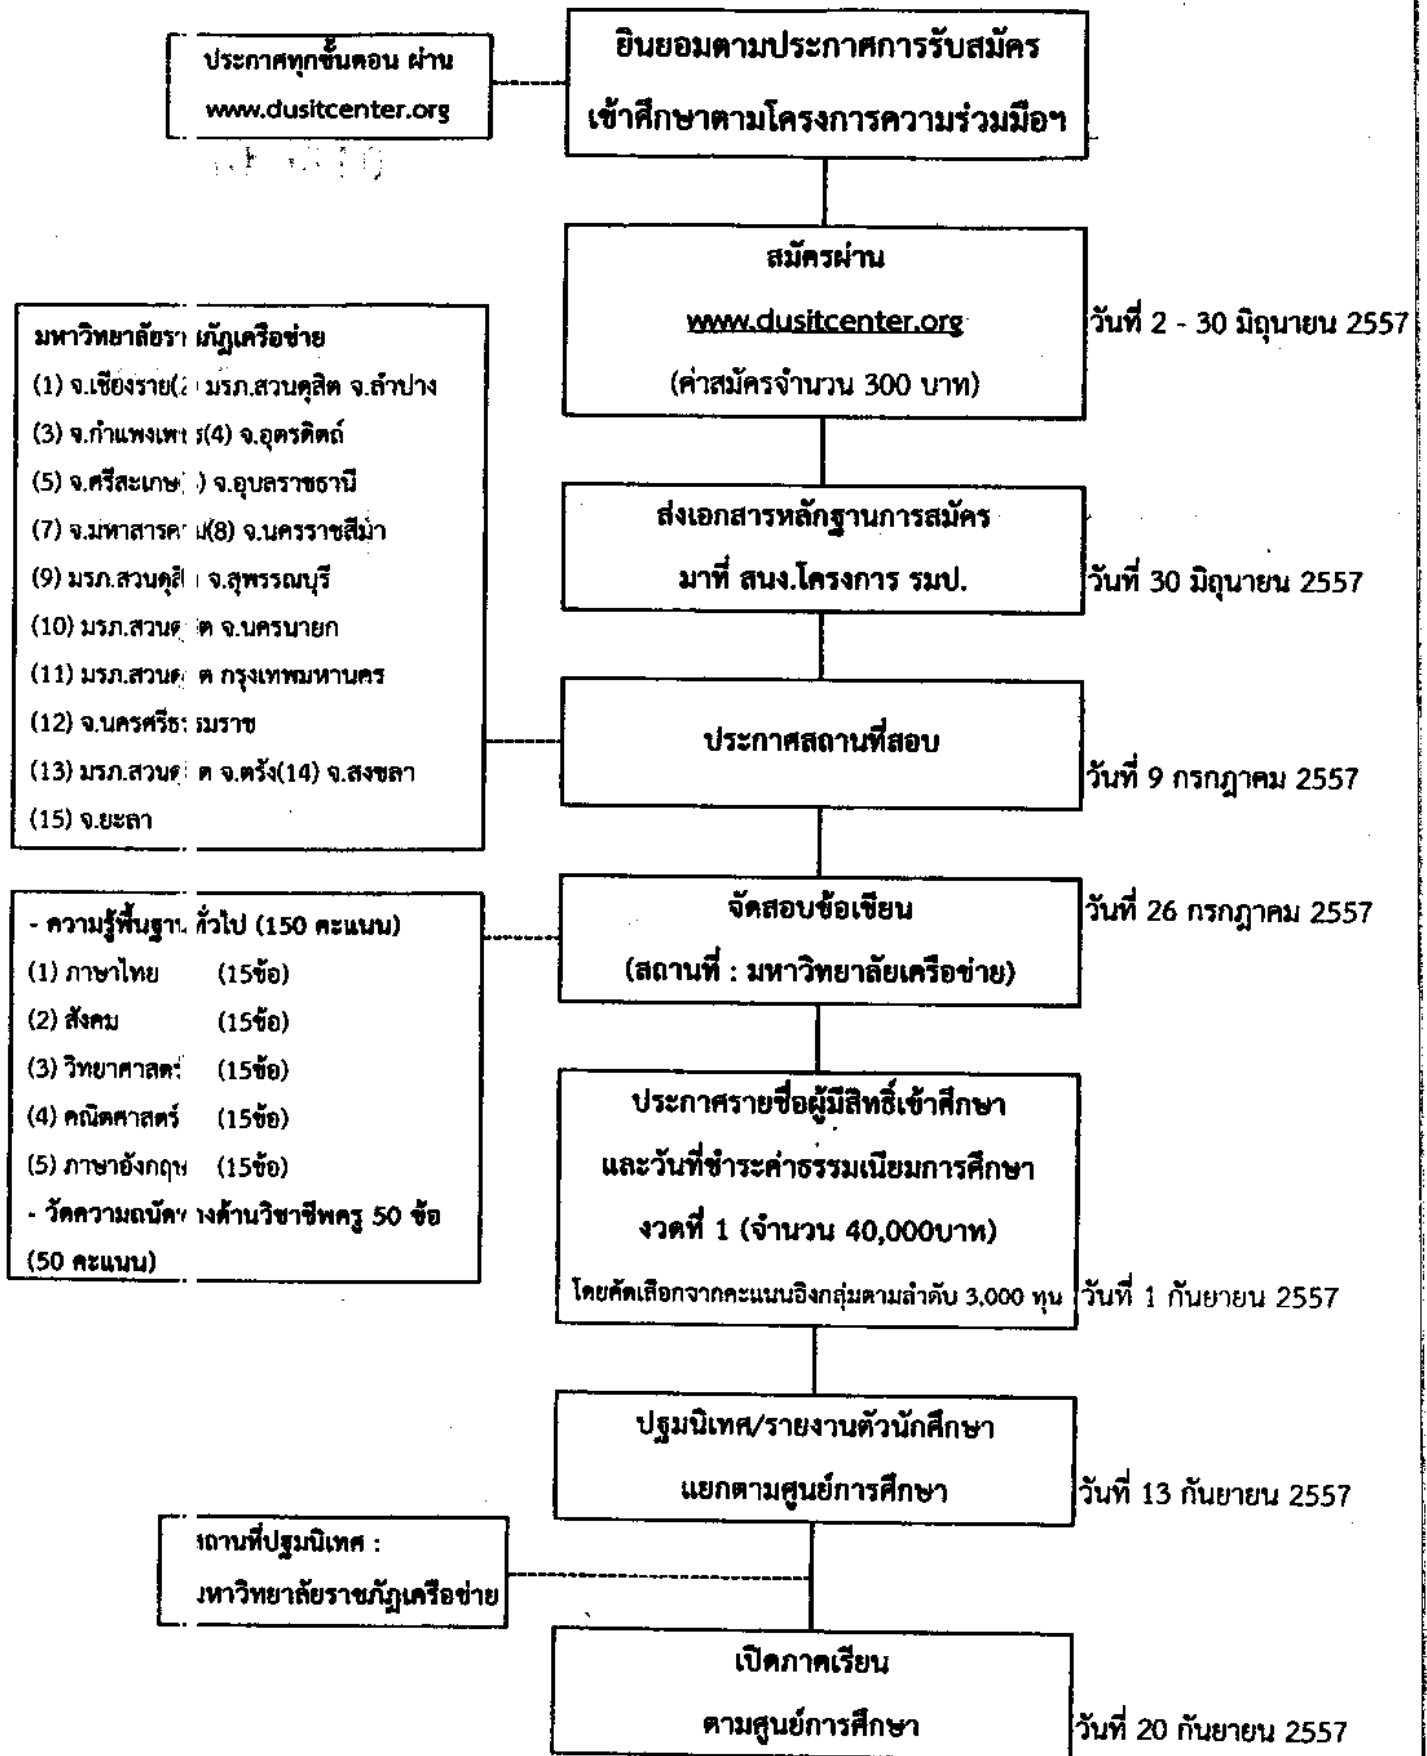 ประกาศทุกขั้นตอน ผ่าน
www.dusitcenter.org
ยินยอมตามประกาศการรับสมัคร
เข้าศึกษาตามโครงการความร่วมมือฯ
สมัครผ่าน
www.dusitcenter.org
(ค่าสมัครจำนวน 300 บาท)
วันที่ 2 - 30 มิถุนายน 2557
ส่งเอกสารหลักฐานการสมัคร
มาที่ สนง.โครงการ รมป.
วันที่ 30 มิถุนายน 2557
มหาวิทยาลัยราชภัฏเครือข่าย
(1) จ.เชียงราย(2) มรภ.สวนดุสิต จ.ลำปาง
(3) จ.กำแพงเพชร(4) จ.อุตรดิตถ์
(5) จ.ศรีสะเกษ(6) จ.อุบลราชธานี
(7) จ.มหาสารคาม(8) จ.นครราชสีมา
(9) มรภ.สวนดุสิต จ.สุพรรณบุรี
(10) มรภ.สวนดุสิต จ.นครนายก
(11) มรภ.สวนดุสิต กรุงเทพมหานคร
(12) จ.นครศรีธรรมราช
(13) มรภ.สวนดุสิต จ.ตรัง(14) จ.สงขลา
(15) จ.ยะลา
ประกาศสถานที่สอบ
วันที่ 9 กรกฎาคม 2557
จัดสอบข้อเขียน
(สถานที่ : มหาวิทยาลัยเครือข่าย)
วันที่ 26 กรกฎาคม 2557
- ความรู้พื้นฐานทั่วไป (150 คะแนน)
(1) ภาษาไทย (15ข้อ)
(2) สังคม (15ข้อ)
(3) วิทยาศาสตร์ (15ข้อ)
(4) คณิตศาสตร์ (15ข้อ)
(5) ภาษาอังกฤษ (15ข้อ)
- วัดความถนัดทางด้านวิชาชีพครู 50 ข้อ
(50 คะแนน)
ประกาศรายชื่อผู้มีสิทธิ์เข้าศึกษา
และวันที่ชำระค่าธรรมเนียมการศึกษา
งวดที่ 1 (จำนวน 40,000บาท)
โดยคัดเลือกจากคะแนนอิงกลุ่มตามลำดับ 3,000 ทุน
วันที่ 1 กันยายน 2557
ปฐมนิเทศ/รายงานตัวนักศึกษา
แยกตามศูนย์การศึกษา
วันที่ 13 กันยายน 2557
สถานที่ปฐมนิเทศ :
มหาวิทยาลัยราชภัฏเครือข่าย
เปิดภาคเรียน
ตามศูนย์การศึกษา
วันที่ 20 กันยายน 2557